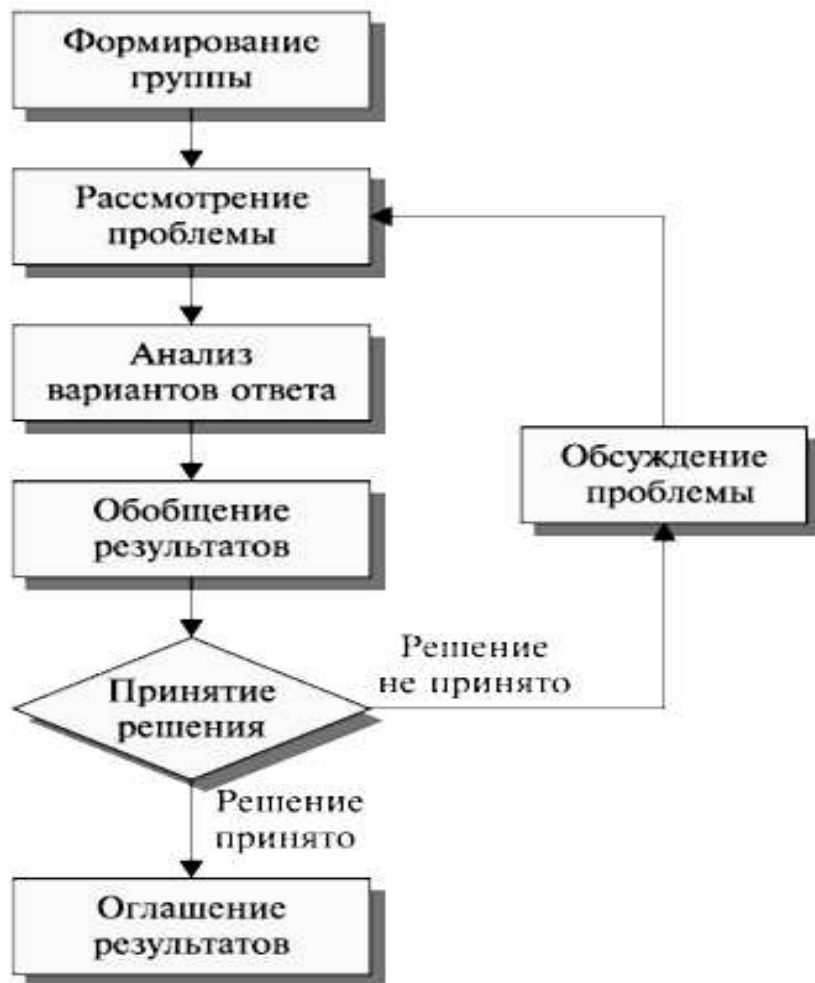 Формирование
группы
Рассмотрение
проблемы
Анализ
вариантов ответа
Обсуждение
проблемы
Обобщение
результатов
Решение
не принято
Принятие
решения
Решение
принято
Оглашение
результатов